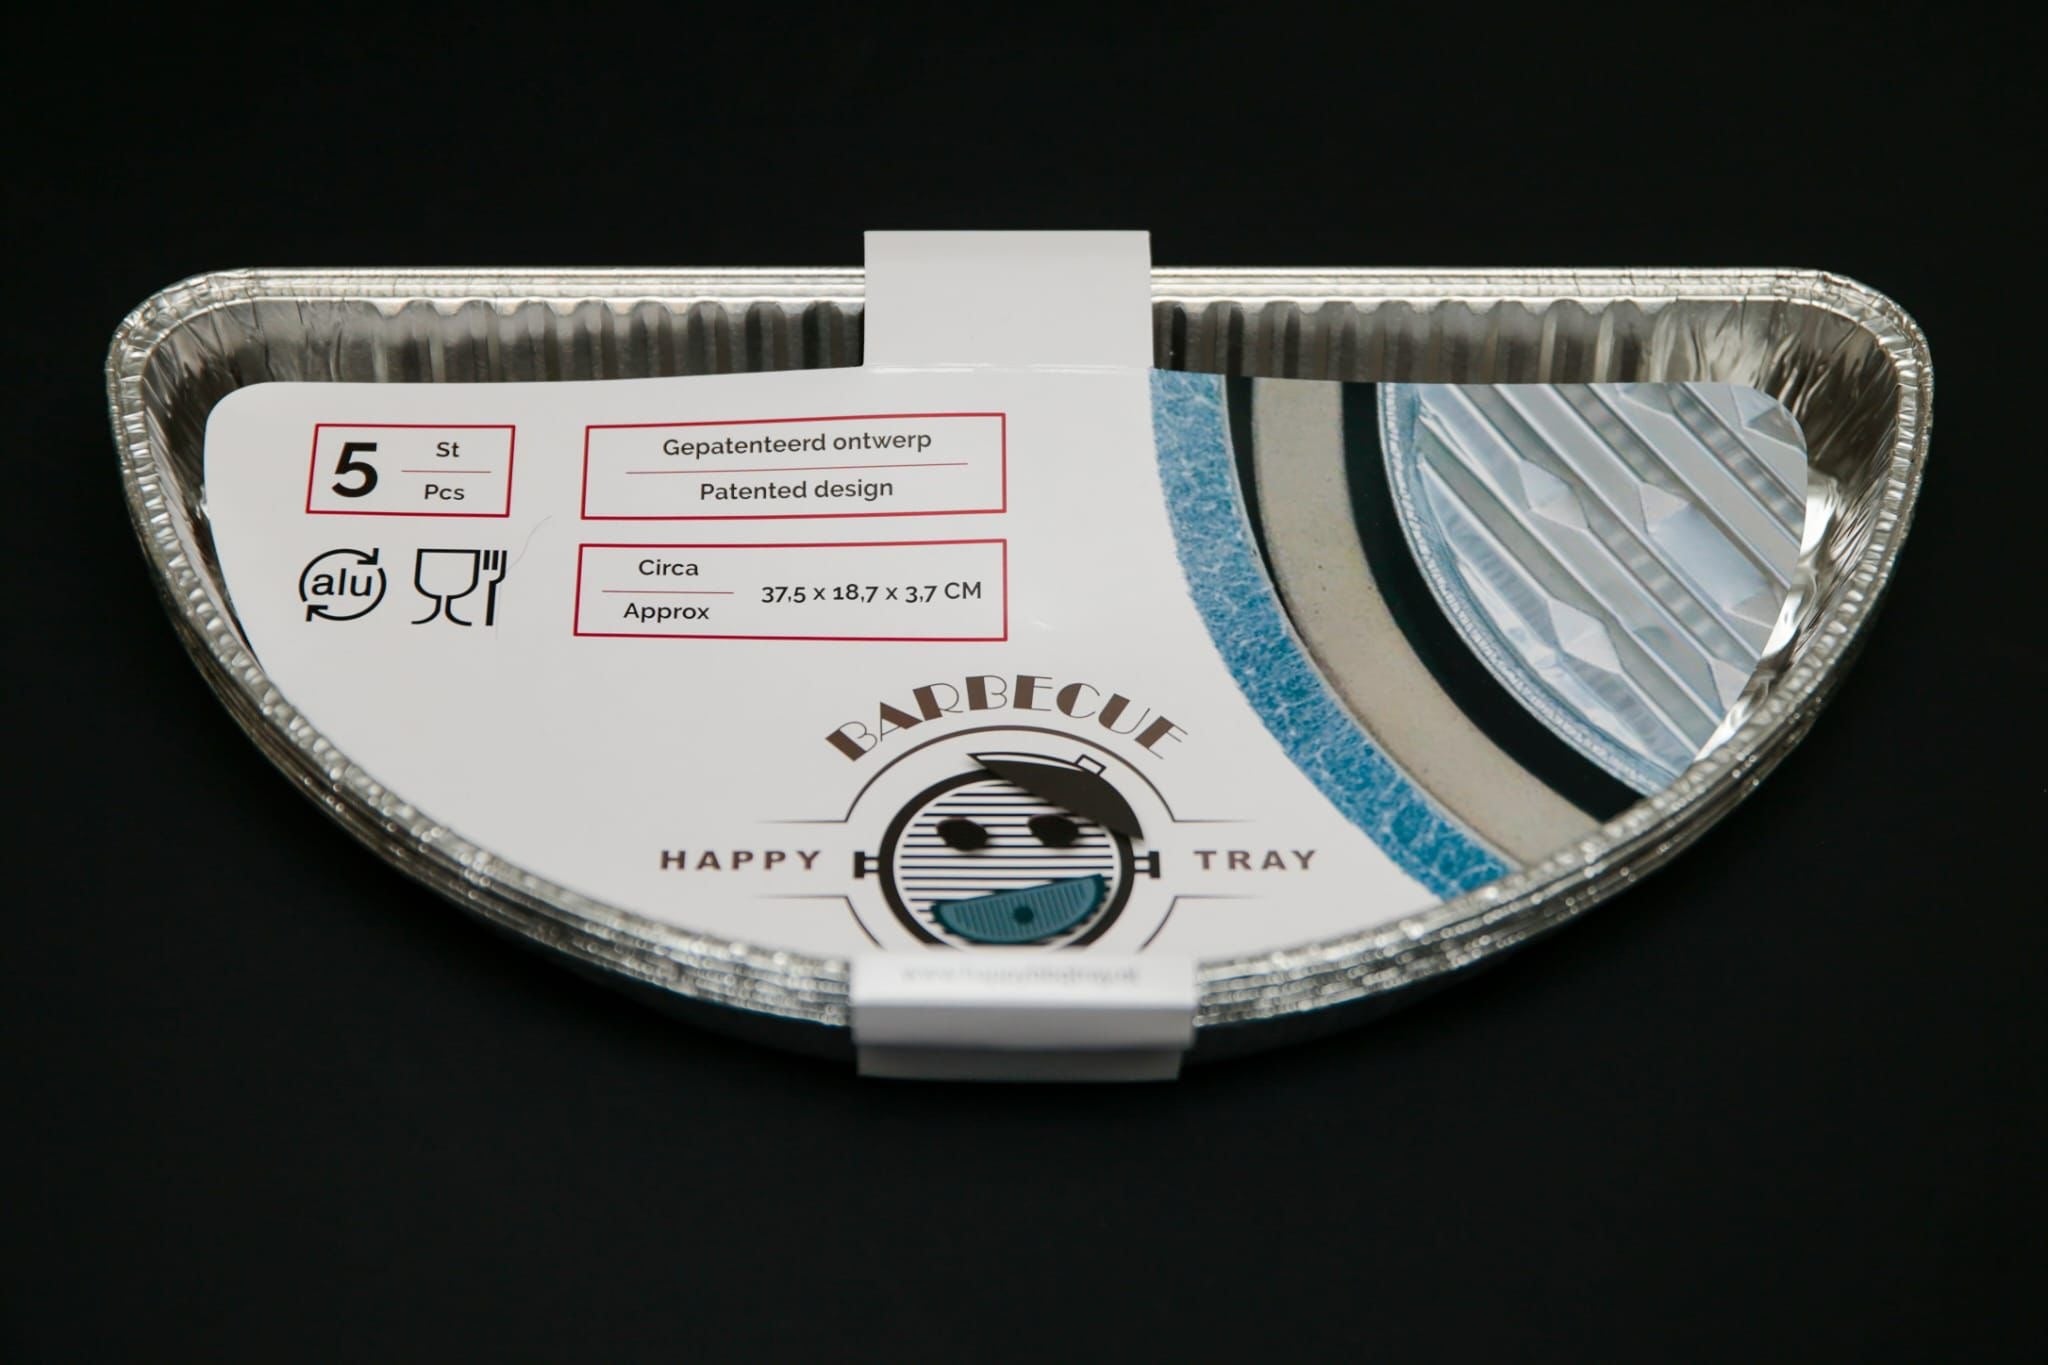 5
St
Pcs
Gepatenteerd ontwerp
Patented design
alu
Circa
Approx
37,5 x 18,7 x 3,7 CM
BARBECUE
HAPPY TRAY